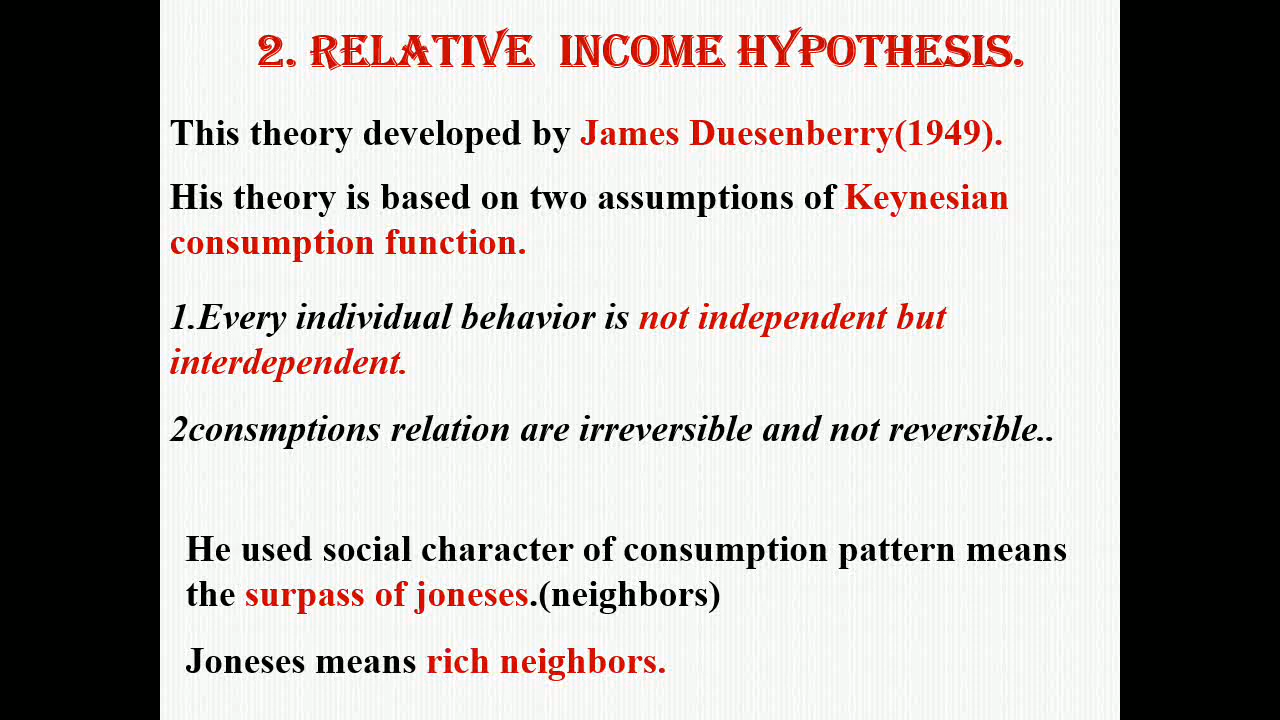 2. RELATIVE INCOME HYPOTHESIS.
This theory developed by James Duesenberry(1949).
His theory is based on two assumptions of Keynesian
consumption function.
1.Every individual behavior is not independent but
interdependent.
2consmptions relation are irreversible and not reversible..
He used social character of consumption pattern means
the surpass of joneses.(neighbors)
Joneses means rich neighbors.